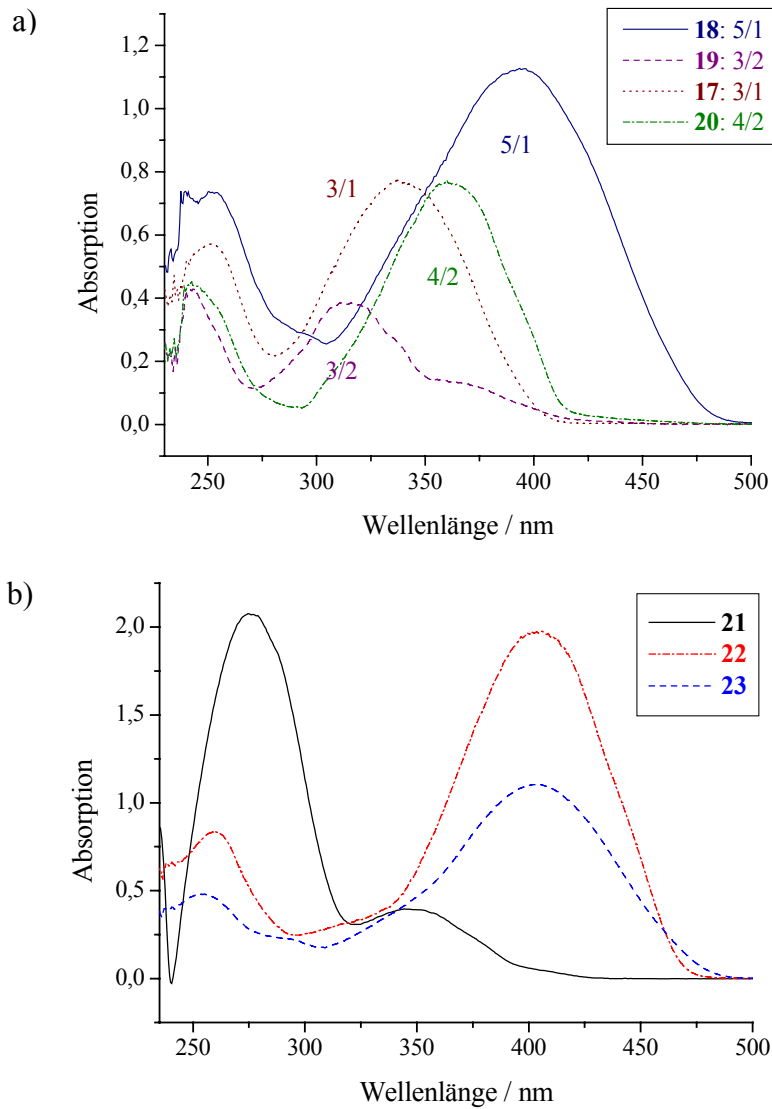 a)
18: 5/1
19: 3/2
17: 3/1
20: 4/2
1,2
1,0
0,8
0,6
0,4
0,2
0,0
Absorption
5/1
3/1
4/2
3/2
250 300 350 400 450 500
Wellenlänge / nm
b)
21
22
23
2,0
1,5
1,0
0,5
0,0
Absorption
250 300 350 400 450 500
Wellenlänge / nm